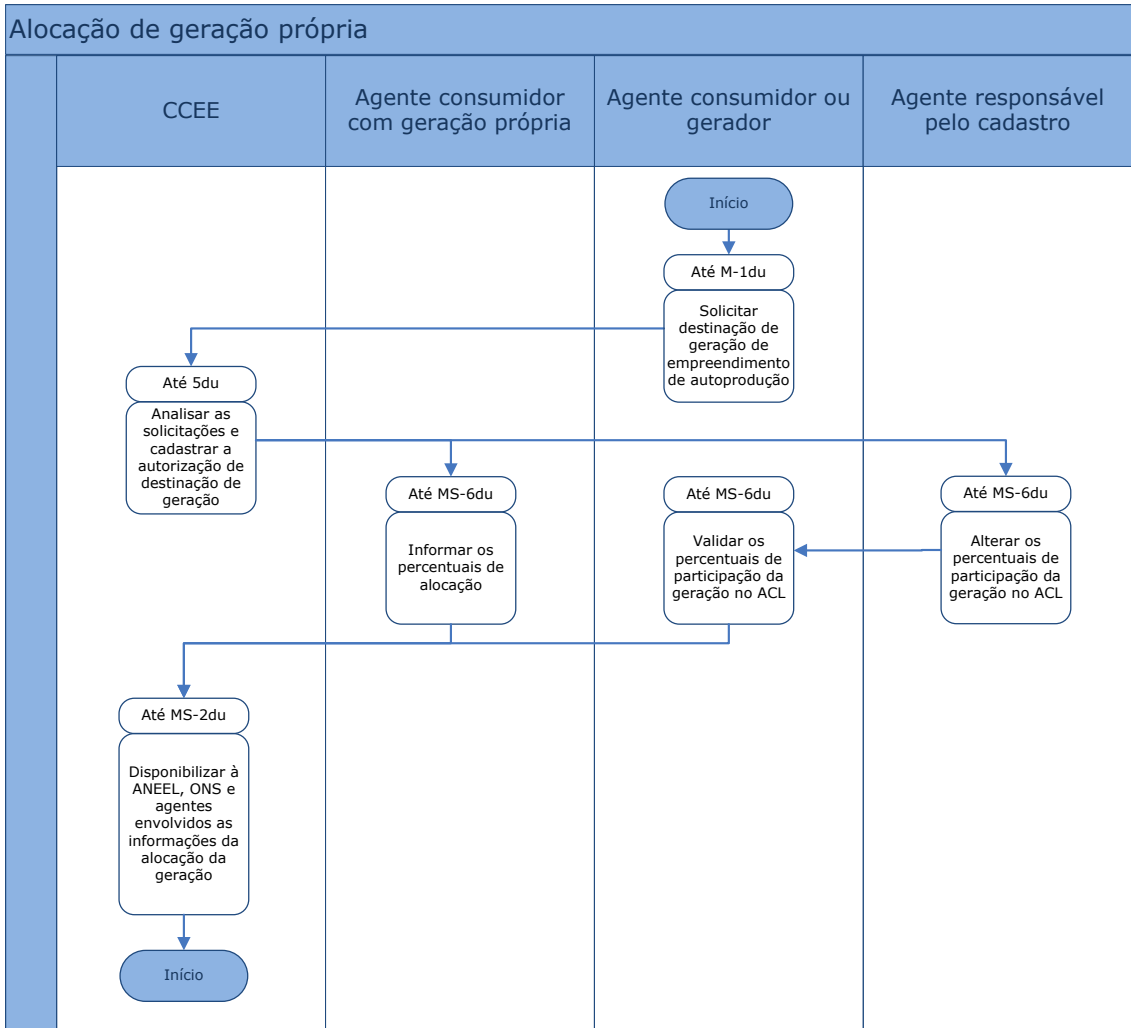 Alocação de geração própria
CCEE
Agente consumidor
com geração própria
Agente consumidor ou
gerador
Agente responsável
pelo cadastro
Início
Até M-1du
Solicitar
destinação de
geração de
empreendimento
de autoprodução
Até 5du
Analisar as
solicitações e
cadastrar a
autorização de
destinação de
geração
Até MS-6du
Informar os
percentuais de
alocação
Até MS-6du
Validar os
percentuais de
participação da
geração no ACL
Até MS-6du
Alterar os
percentuais de
participação da
geração no ACL
Até MS-2du
Disponibilizar à
ANEEL, ONS e
agentes
envolvidos as
informações da
alocação da
geração
Início